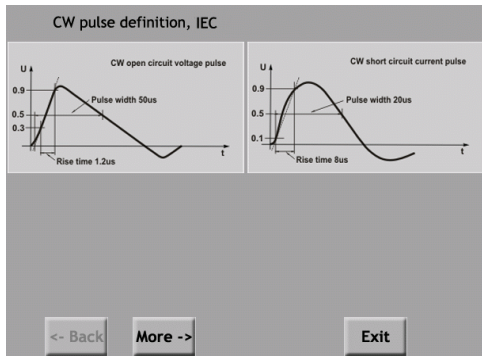 CW pulse definition, IEC
CW open circuit voltage pulse
U
0.9
Pulse width 50us
0.5
0.3
t
Rise time 1.2us
CW short circuit current pulse
U
0.9
Pulse width 20us
0.5
0.1
t
Rise time 8us
<- Back
More ->
Exit